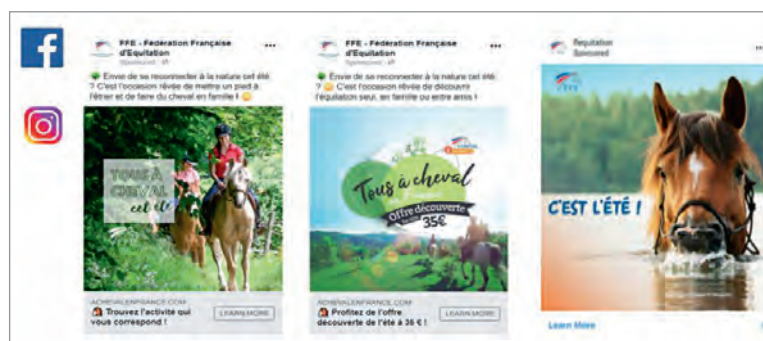 FFE - Fédération Française
d'Equitation
Sponsored
🌳 Envie de se reconnecter à la nature cet été
? C'est l'occasion rêvée de mettre un pied à
l'étrier et de faire du cheval en famille !
TOUS À
CHEVAL
cet été
ACHEVALENFRANCE.COM
Trouvez l'activité qui
vous correspond !
LEARN MORE
FFE - Fédération Française
d'Equitation
Sponsored
🌳 Envie de se reconnecter à la nature cet été
? C'est l'occasion rêvée de découvrir
l'équitation seul, en famille ou entre amis !
Tous à cheval
Offre découverte
35€
ACHEVALENFRANCE.COM
Profitez de l'offre
découverte de l'été à 35 € !
LEARN MORE
ffequitation
Sponsored
C'EST L'ÉTÉ !
Learn More